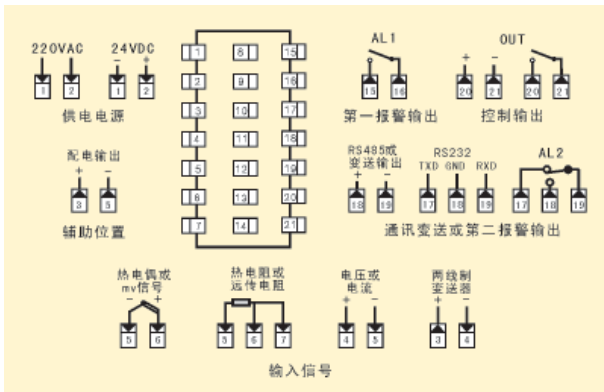 220VAC 24VDC
- +
1 2 1 2
供电电源
配电输出
+ -
3 5
辅助位置
1 8 15
2 9 16
3 10 17
4 11 18
5 12 19
6 13 20
7 14 21
AL1
15 16
第一报警输出
OUT
+ -
20 21 20 21
控制输出
RS485或
变送输出
+ -
18 19
RS232
TXD GND RXD
17 18 19
AL2
17 18 19
通讯变送或第二报警输出
热电偶或
mv信号
- +
5 6
热电阻或
远传电阻
5 6 7
电压或
电流
+ -
4 5
两线制
变送器
+ -
3 4
输入信号